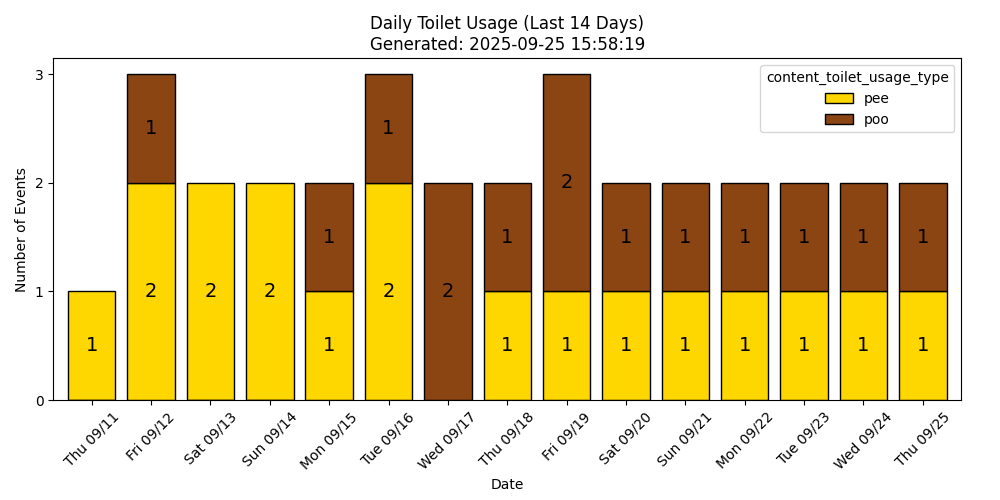 Daily Toilet Usage (Last 14 Days)
Generated: 2025-09-25 15:58:19
content_toilet_usage_type
pee
poo
Number of Events
3
2
1
0
1
2
1
2
2
1
1
2
1
2
1
1
1
2
1
1
1
1
1
1
1
1
1
1
1
1
1
Thu 09/11
Fri 09/12
Sat 09/13
Sun 09/14
Mon 09/15
Tue 09/16
Wed 09/17
Thu 09/18
Fri 09/19
Sat 09/20
Sun 09/21
Mon 09/22
Tue 09/23
Wed 09/24
Thu 09/25
Date